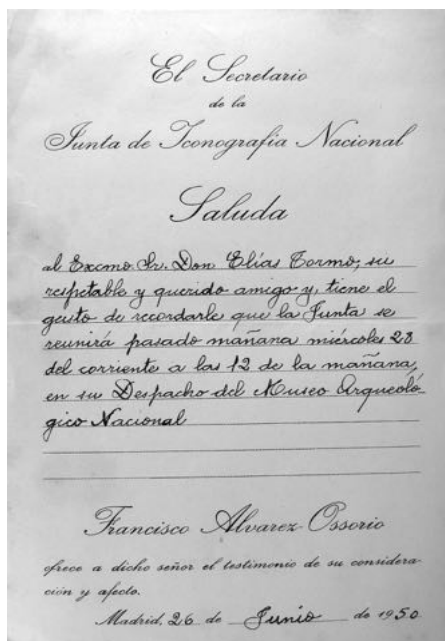 El Secretario
de la
Junta de Iconografía Nacional
Saluda
al Excmo. Sr. Don Elías Tormo, su
respetable y querido amigo y, tiene el
gusto de recordarle que la Junta se
reunirá pasado mañana miércoles 28
del corriente a las 12 de la mañana,
en su Despacho del Museo Arqueoló-
gico Nacional
Francisco Alvarez-Ossorio
ofrece a dicho señor el testimonio de su considera-
ción y afecto.
Madrid, 26 de Junio de 1950